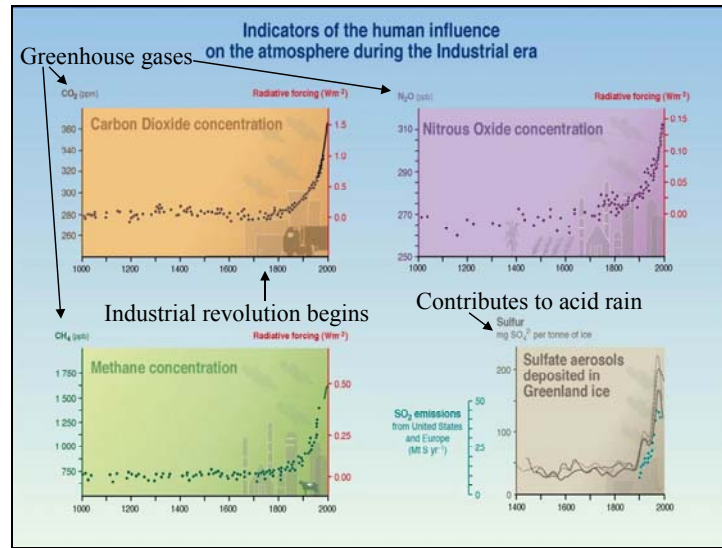 Indicators of the human influence
on the atmosphere during the Industrial era
Greenhouse gases
CO₂ (ppm)
Radiative forcing (Wm⁻²)
Carbon Dioxide concentration
360
340
320
300
280
260
1.5
1.0
0.5
0.0
1000 1200 1400 1600 1800 2000
N₂O (ppb)
Radiative forcing (Wm⁻²)
Nitrous Oxide concentration
310
290
270
250
0.15
0.10
0.05
0.00
1000 1200 1400 1600 1800 2000
Industrial revolution begins
CH₄ (ppb)
Radiative forcing (Wm⁻²)
Methane concentration
1 750
1 500
1 250
1 000
750
0.50
0.25
0.00
1000 1200 1400 1600 1800 2000
Contributes to acid rain
Sulfur
mg SO₄²⁻ per tonne of ice
Sulfate aerosols
deposited in
Greenland ice
200
100
0
SO₂ emissions
from United States
and Europe
(Mt S yr⁻¹)
50
25
0
1400 1600 1800 2000